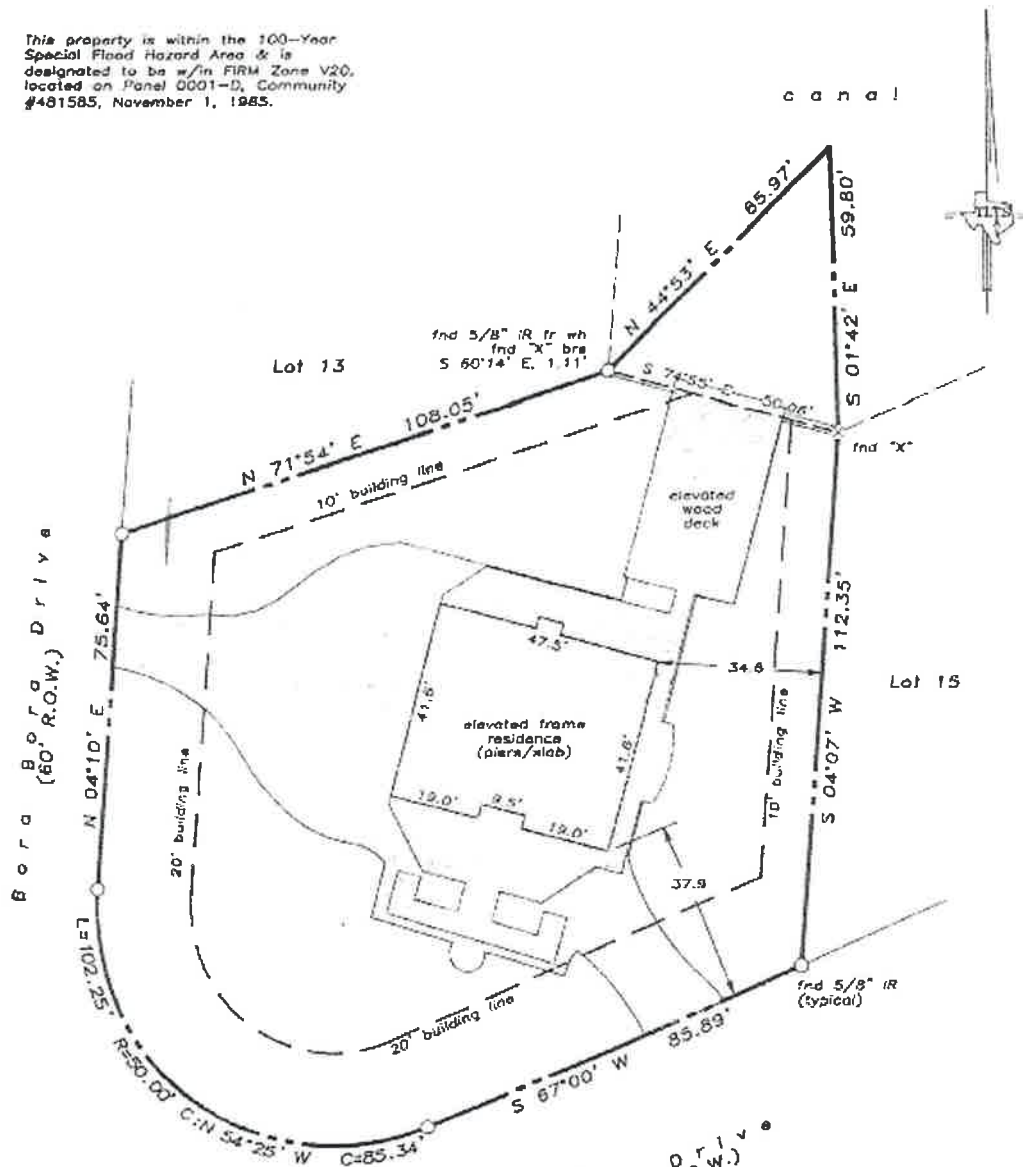 This property is within the 100-Year
Special Flood Hazard Area & is
designated to be w/in FIRM Zone V20,
located on Panel 0001-D, Community
#481585, November 1, 1985.
canal
N 44°53' E 85.97'
S 01°42' E 59.80'
fnd 5/8" IR fr wh
fnd "X" brs
S 60°14' E, 1.11'
Lot 13
S 74°55' E 50.06'
fnd "X"
N 71°54' E 108.05'
10' building line
elevated
wood
deck
Bora Bora Drive
(60' R.O.W.)
N 04°10' E 75.64'
47.5'
34.6
S 04°07' W 112.35'
Lot 15
41.6'
elevated frame
residence
(piers/slab)
41.6'
19.0' 9.5' 19.0'
20' building line
10' building line
37.9
fnd 5/8" IR
(typical)
20' building line
S 67°00' W 85.89'
L=102.25'
R=50.00' C:N 54°25' W C=85.34'
Drive